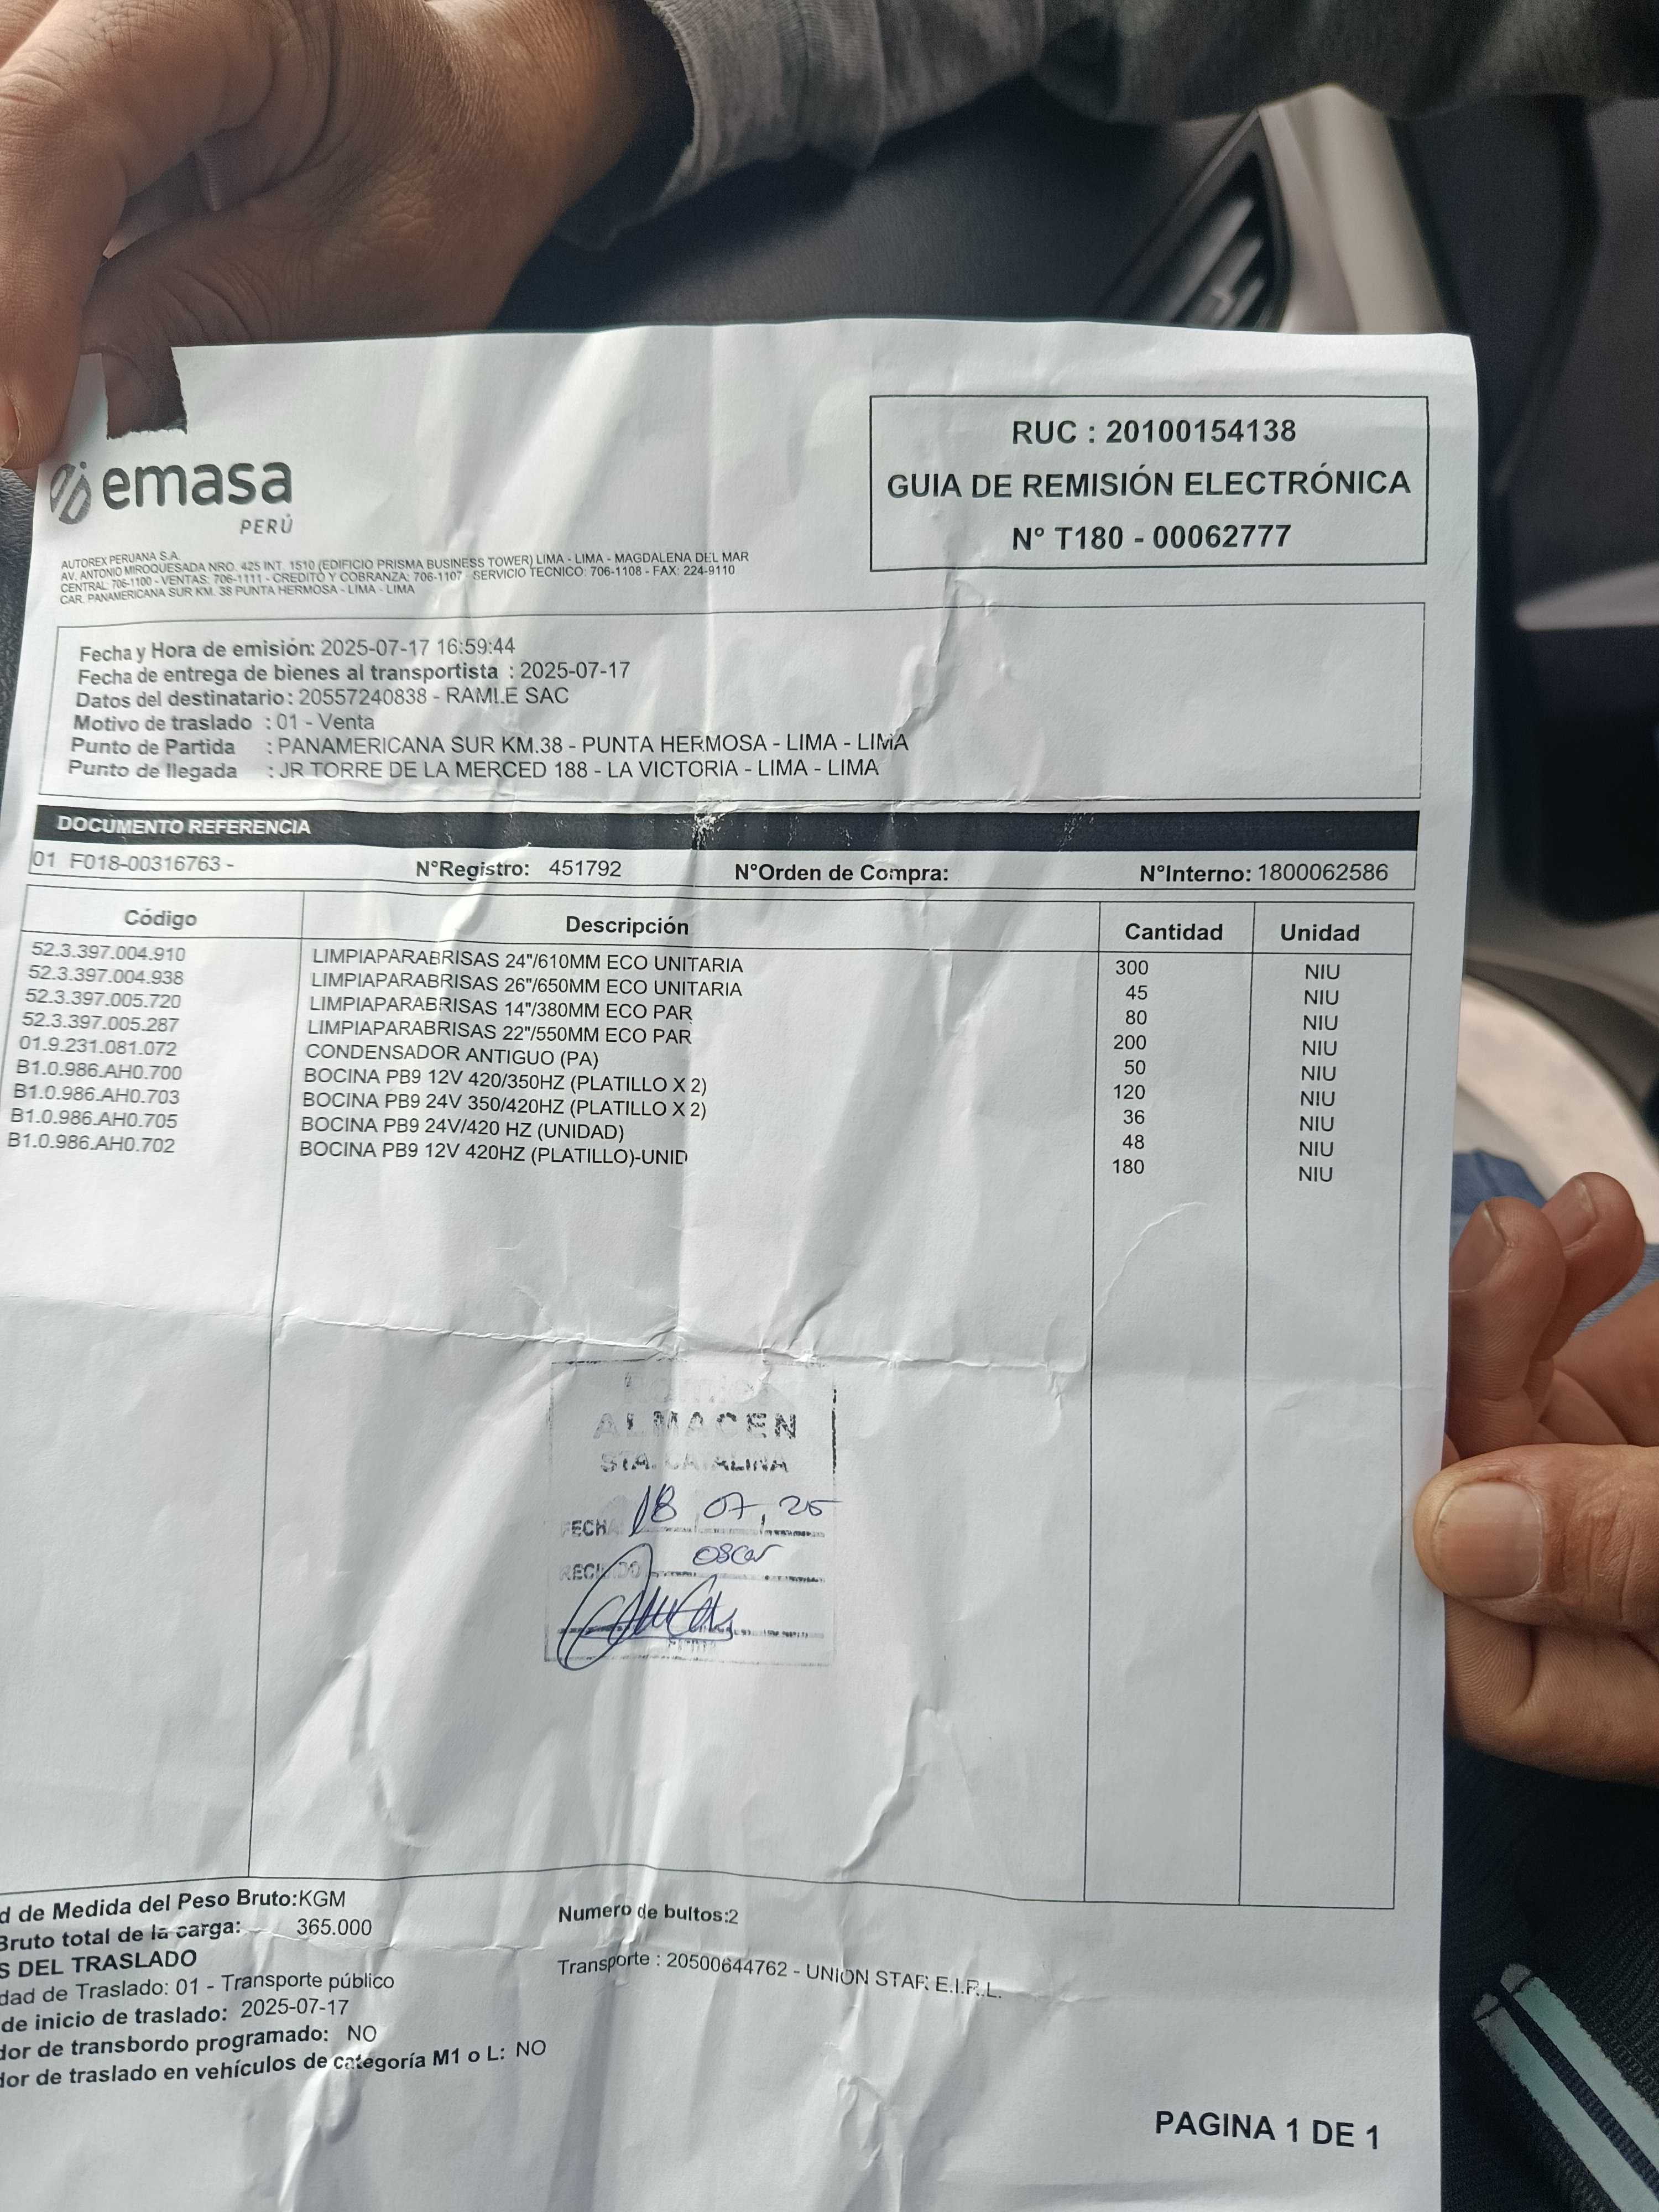 emasa
PERÚ
RUC : 20100154138
GUIA DE REMISIÓN ELECTRÓNICA
N° T180 - 00062777
AUTOREX PERUANA S.A.
AV. ANTONIO MIROQUESADA NRO. 425 INT. 1510 (EDIFICIO PRISMA BUSINESS TOWER) LIMA - LIMA - MAGDALENA DEL MAR
CENTRAL: 706-1100 - VENTAS: 706-1111 - CREDITO Y COBRANZA: 706-1107 - SERVICIO TECNICO: 706-1108 - FAX: 224-9110
CAR. PANAMERICANA SUR KM. 38 PUNTA HERMOSA - LIMA - LIMA
Fecha y Hora de emisión: 2025-07-17 16:59:44
Fecha de entrega de bienes al transportista : 2025-07-17
Datos del destinatario : 20557240838 - RAMLE SAC
Motivo de traslado : 01 - Venta
Punto de Partida : PANAMERICANA SUR KM.38 - PUNTA HERMOSA - LIMA - LIMA
Punto de llegada : JR TORRE DE LA MERCED 188 - LA VICTORIA - LIMA - LIMA
DOCUMENTO REFERENCIA
01 F018-00316763 - N°Registro: 451792 N°Orden de Compra: N°Interno: 1800062586
Código Descripción Cantidad Unidad
52.3.397.004.910 LIMPIAPARABRISAS 24"/610MM ECO UNITARIA 300 NIU
52.3.397.004.938 LIMPIAPARABRISAS 26"/650MM ECO UNITARIA 45 NIU
52.3.397.005.720 LIMPIAPARABRISAS 14"/380MM ECO PAR 80 NIU
52.3.397.005.287 LIMPIAPARABRISAS 22"/550MM ECO PAR 200 NIU
01.9.231.081.072 CONDENSADOR ANTIGUO (PA) 50 NIU
B1.0.986.AH0.700 BOCINA PB9 12V 420/350HZ (PLATILLO X 2) 120 NIU
B1.0.986.AH0.703 BOCINA PB9 24V 350/420HZ (PLATILLO X 2) 36 NIU
B1.0.986.AH0.705 BOCINA PB9 24V/420 HZ (UNIDAD) 48 NIU
B1.0.986.AH0.702 BOCINA PB9 12V 420HZ (PLATILLO)-UNID 180 NIU
ALMACEN
STA. CATALINA
FECHA 18 07, 25
RECIBIDO Oscar
d de Medida del Peso Bruto:KGM
Bruto total de la carga: 365.000
Numero de bultos:2
S DEL TRASLADO
Transporte : 20500644762 - UNION STAR E.I.R.L.
dad de Traslado: 01 - Transporte público
de inicio de traslado: 2025-07-17
dor de transbordo programado: NO
dor de traslado en vehículos de categoría M1 o L: NO
PAGINA 1 DE 1